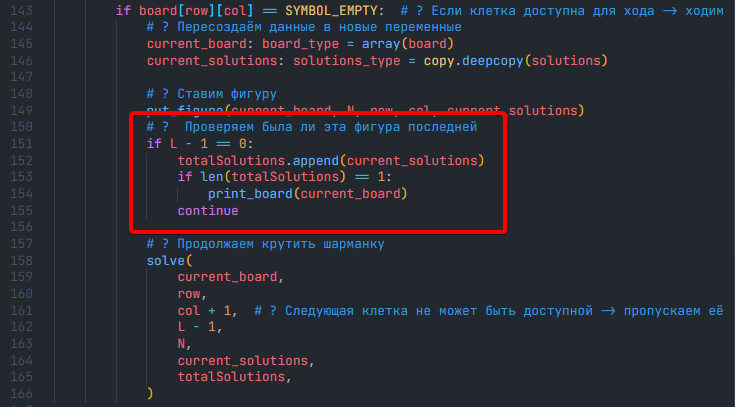 143 if board[row][col] == SYMBOL_EMPTY:  # ? Если клетка доступна для хода -> ходим
144 # ? Пересоздаём данные в новые переменные
145 current_board: board_type = array(board)
146 current_solutions: solutions_type = copy.deepcopy(solutions)
147
148 # ? Ставим фигуру
149 put_figure(current_board, N, row, col, current_solutions)
150 # ?  Проверяем была ли эта фигура последней
151 if L - 1 == 0:
152 totalSolutions.append(current_solutions)
153 if len(totalSolutions) == 1:
154 print_board(current_board)
155 continue
156
157 # ? Продолжаем крутить шарманку
158 solve(
159 current_board,
160 row,
161 col + 1,  # ? Следующая клетка не может быть доступной -> пропускаем её
162 L - 1,
163 N,
164 current_solutions,
165 totalSolutions,
166 )